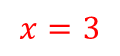 x = 3